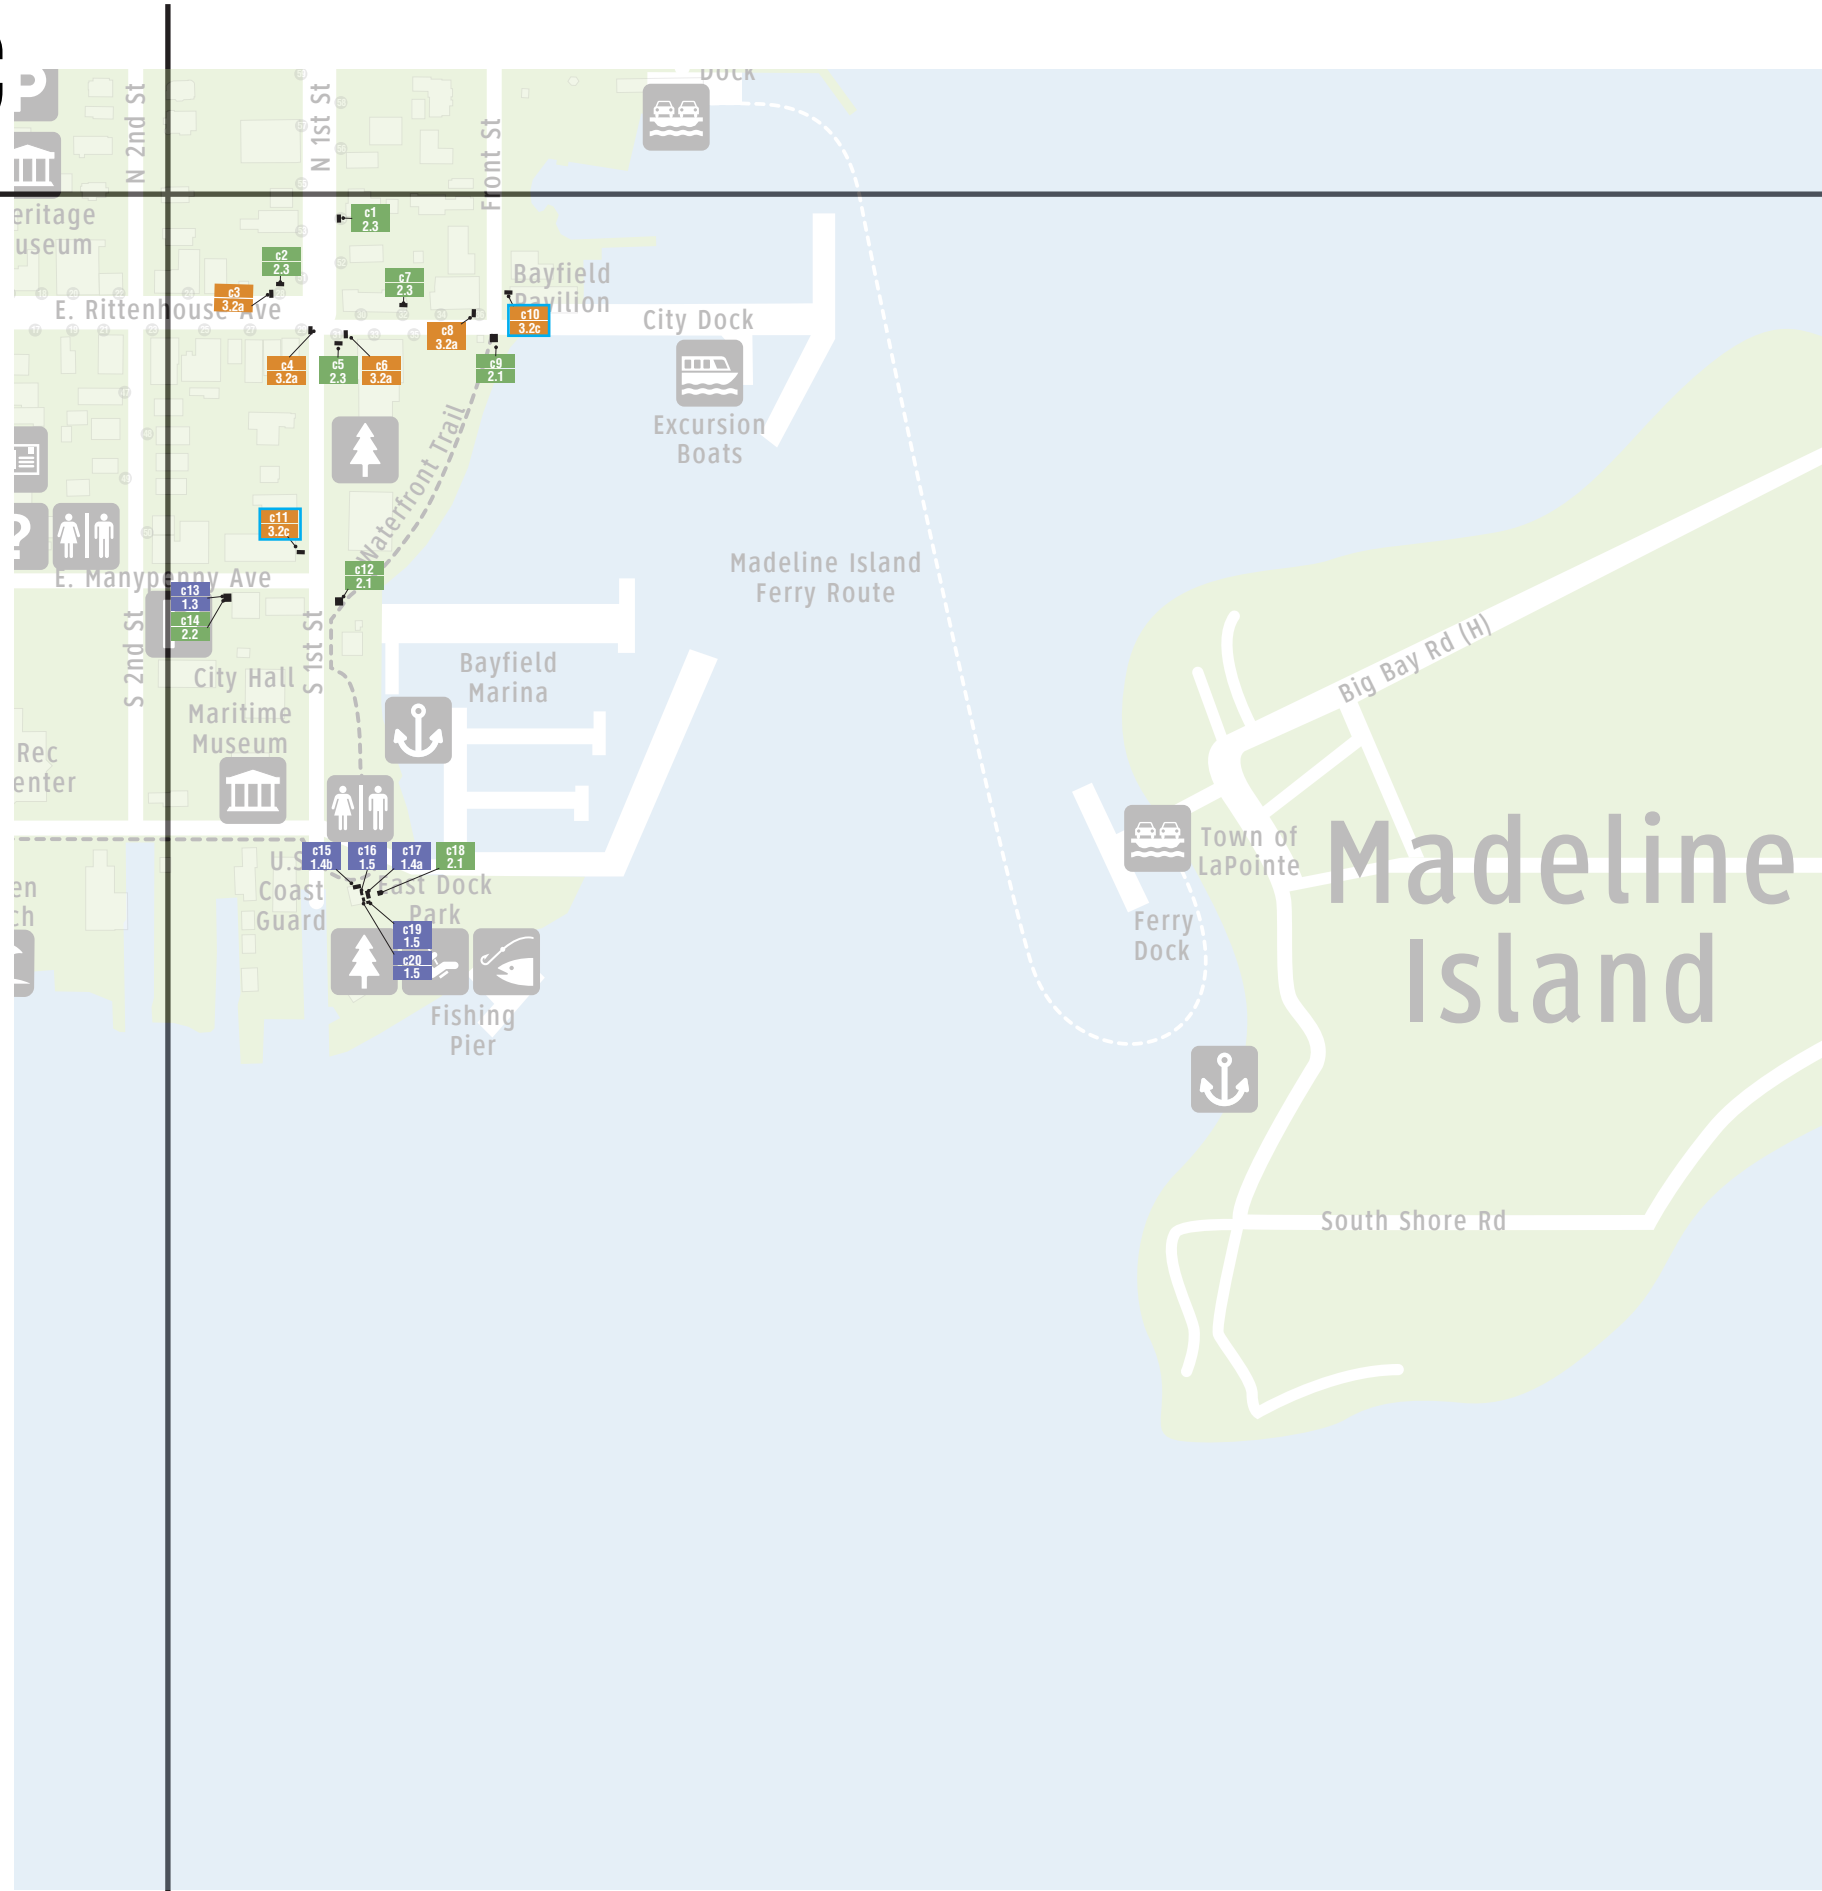 Dock
N 2nd St
N 1st St
Front St
eritage
useum
c1
2.3
c2
2.3
c3
3.2a
c7
2.3
Bayfield
Pavilion
c10
3.2c
E. Rittenhouse Ave
c8
3.2a
City Dock
c4
3.2a
c5
2.3
c6
3.2a
c9
2.1
Excursion
Boats
Waterfront Trail
c11
3.2c
Madeline Island
Ferry Route
E. Manypenny Ave
c12
2.1
c13
1.3
c14
2.2
S 2nd St
S 1st St
City Hall
Bayfield
Marina
Maritime
Museum
Big Bay Rd (H)
Rec
enter
Town of
LaPointe
Madeline
Island
c15
1.4b
c16
1.5
c17
1.4a
c18
2.1
U.S
Coast
Guard
East Dock
Park
en
ch
c19
1.5
c20
1.5
Ferry
Dock
Fishing
Pier
South Shore Rd